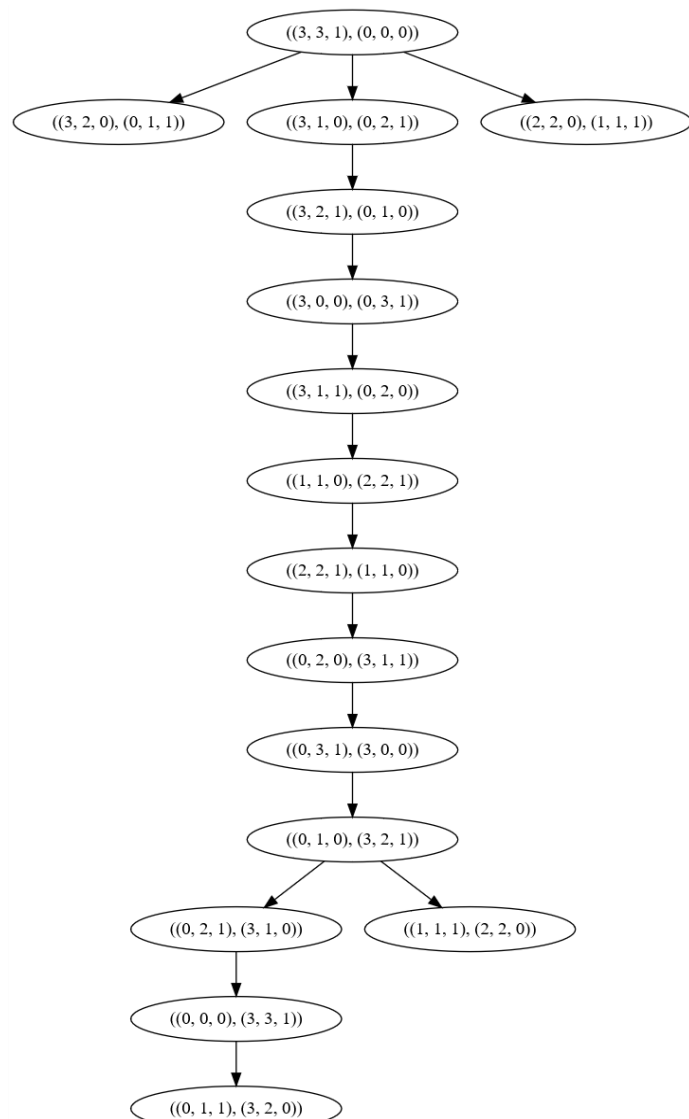 ((3, 3, 1), (0, 0, 0))
((3, 2, 0), (0, 1, 1))
((3, 1, 0), (0, 2, 1))
((2, 2, 0), (1, 1, 1))
((3, 2, 1), (0, 1, 0))
((3, 0, 0), (0, 3, 1))
((3, 1, 1), (0, 2, 0))
((1, 1, 0), (2, 2, 1))
((2, 2, 1), (1, 1, 0))
((0, 2, 0), (3, 1, 1))
((0, 3, 1), (3, 0, 0))
((0, 1, 0), (3, 2, 1))
((0, 2, 1), (3, 1, 0))
((1, 1, 1), (2, 2, 0))
((0, 0, 0), (3, 3, 1))
((0, 1, 1), (3, 2, 0))